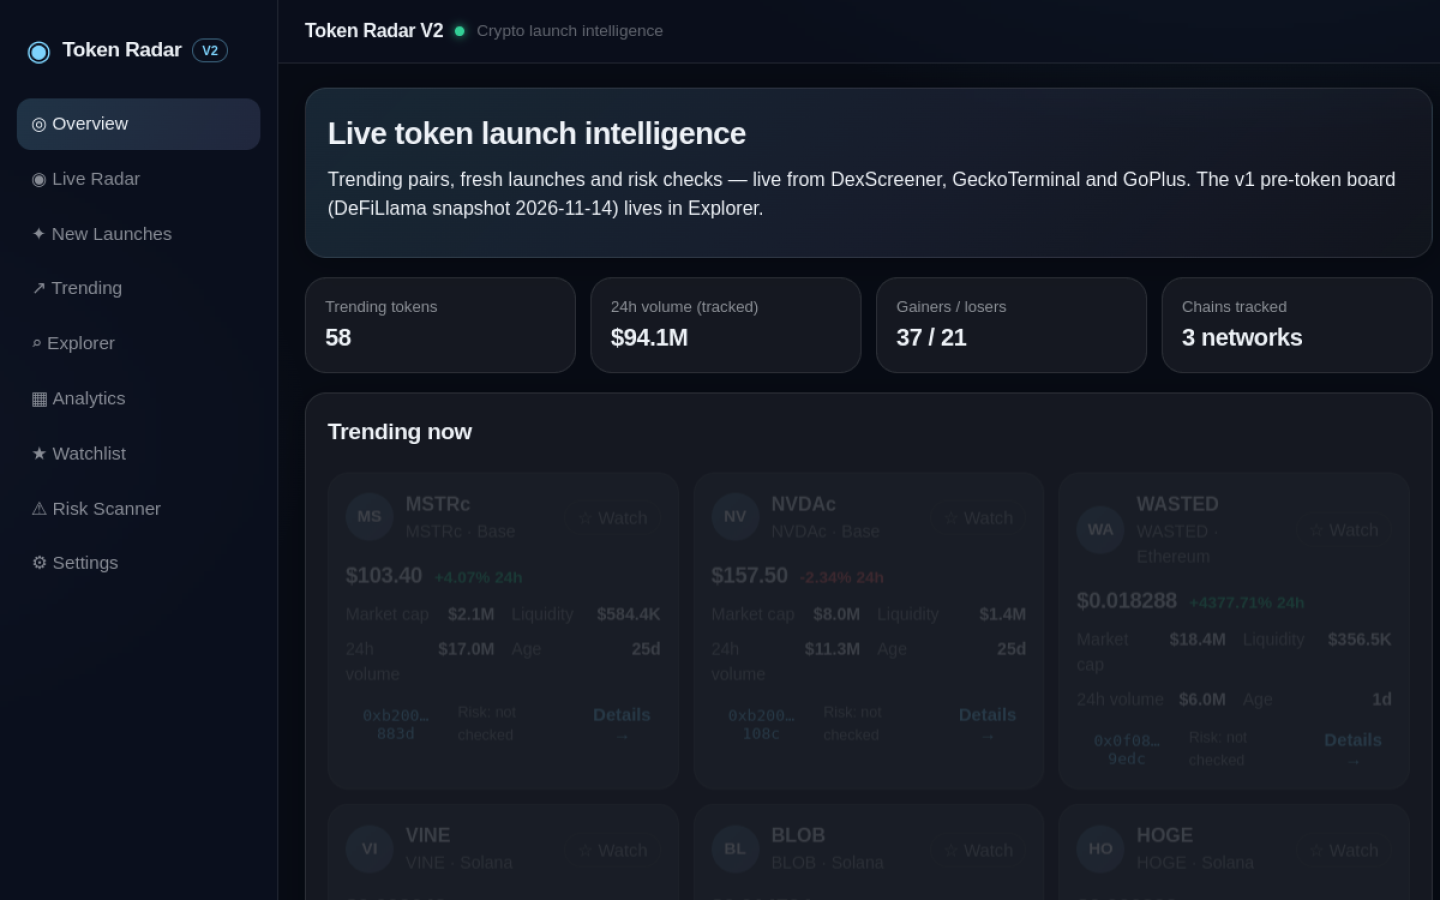 Token Radar V2
Token Radar V2
Crypto launch intelligence
Overview
Live Radar
New Launches
Trending
Explorer
Analytics
Watchlist
Risk Scanner
Settings
Live token launch intelligence
Trending pairs, fresh launches and risk checks — live from DexScreener, GeckoTerminal and GoPlus. The v1 pre-token board
(DeFiLlama snapshot 2026-11-14) lives in Explorer.
Trending tokens
58
24h volume (tracked)
$94.1M
Gainers / losers
37 / 21
Chains tracked
3 networks
Trending now
MS
MSTRc
MSTRc · Base
☆ Watch
$103.40 +4.07% 24h
Market cap $2.1M Liquidity $584.4K
24h volume $17.0M Age 25d
0xb200…
883d
Risk: not
checked
Details
→
NV
NVDAc
NVDAc · Base
☆ Watch
$157.50 -2.34% 24h
Market cap $8.0M Liquidity $1.4M
24h volume $11.3M Age 25d
0xb200…
108c
Risk: not
checked
Details
→
WA
WASTED
WASTED ·
Ethereum
☆ Watch
$0.018288 +4377.71% 24h
Market cap $18.4M Liquidity $356.5K
24h volume $6.0M Age 1d
0x0f08…
9edc
Risk: not
checked
Details
→
VI
VINE
VINE · Solana
☆ Watch
BL
BLOB
BLOB · Solana
☆ Watch
HO
HOGE
HOGE · Solana
☆ Watch